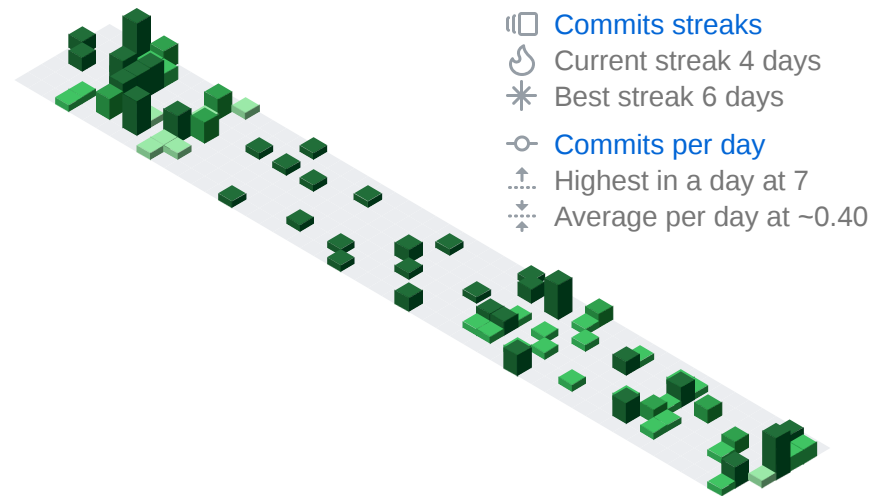 Commits streaks
Current streak 4 days
Best streak 6 days
Commits per day
Highest in a day at 7
Average per day at ~0.40